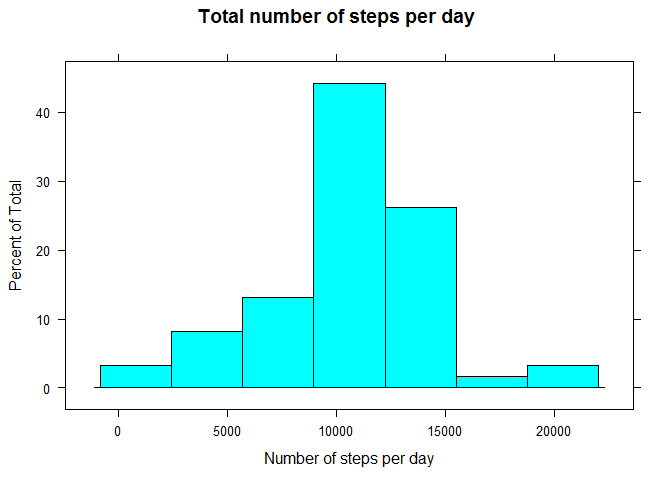 Total number of steps per day
Percent of Total
40
30
20
10
0
0 5000 10000 15000 20000
Number of steps per day